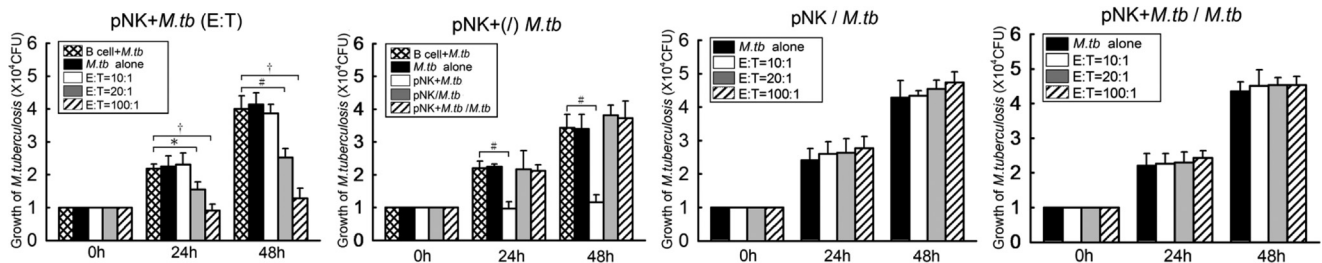 pNK+M.tb (E:T)
Growth of M.tuberculosis (X10⁴CFU)
6
5
4
3
2
1
0
B cell+M.tb
M.tb alone
E:T=10:1
E:T=20:1
E:T=100:1
†
*
†
#
0h 24h 48h
pNK+(/) M.tb
Growth of M.tuberculosis (X10⁴CFU)
6
5
4
3
2
1
0
B cell+M.tb
M.tb alone
pNK+M.tb
pNK/M.tb
pNK+M.tb /M.tb
#
#
0h 24h 48h
pNK / M.tb
Growth of M.tuberculosis (X10⁴CFU)
6
5
4
3
2
1
0
M.tb alone
E:T=10:1
E:T=20:1
E:T=100:1
0h 24h 48h
pNK+M.tb / M.tb
Growth of M.tuberculosis (X10⁴CFU)
6
5
4
3
2
1
0
M.tb alone
E:T=10:1
E:T=20:1
E:T=100:1
0h 24h 48h